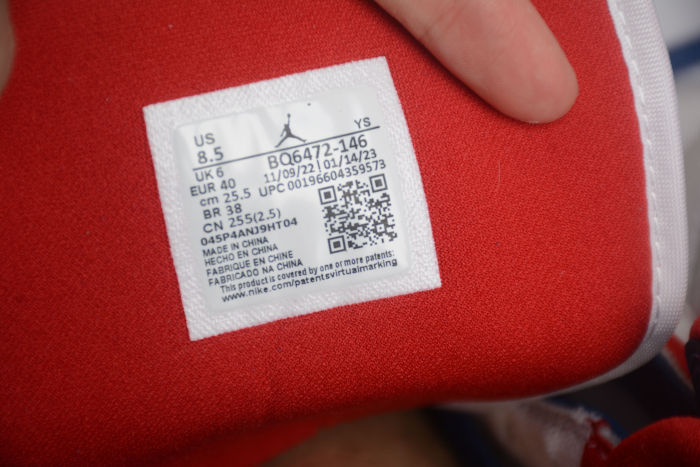 US
8.5
YS
BQ6472-146
UK 6
11/09/22 | 01/14/23
EUR 40
UPC 00196604359573
cm 25.5
BR 38
CN 255(2.5)
045P4ANJ9HT04
MADE IN CHINA
HECHO EN CHINA
FABRIQUE EN CHINE
FABRICADO NA CHINA
This product is covered by one or more patents:
www.nike.com/patentsvirtualmarking